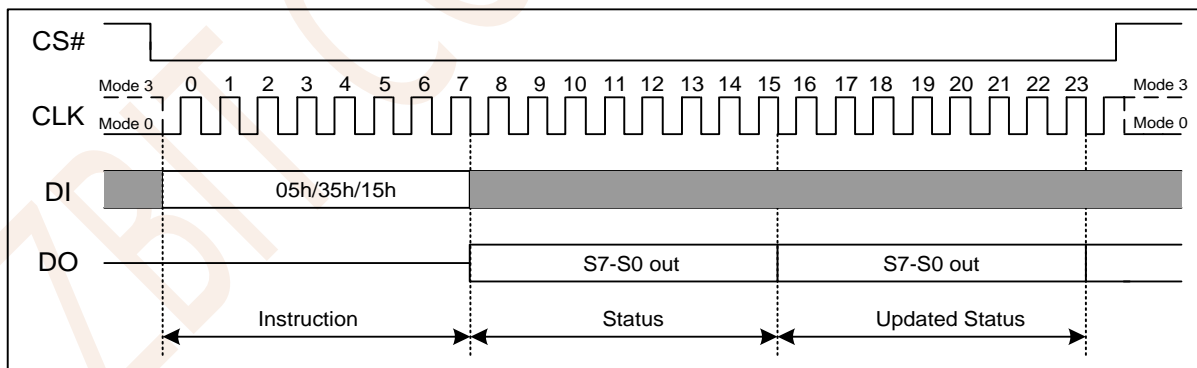 CS#
Mode 3 0 1 2 3 4 5 6 7 8 9 10 11 12 13 14 15 16 17 18 19 20 21 22 23 Mode 3
CLK
Mode 0 Mode 0
DI 05h/35h/15h
DO S7-S0 out S7-S0 out
Instruction Status Updated Status
ZBIT C